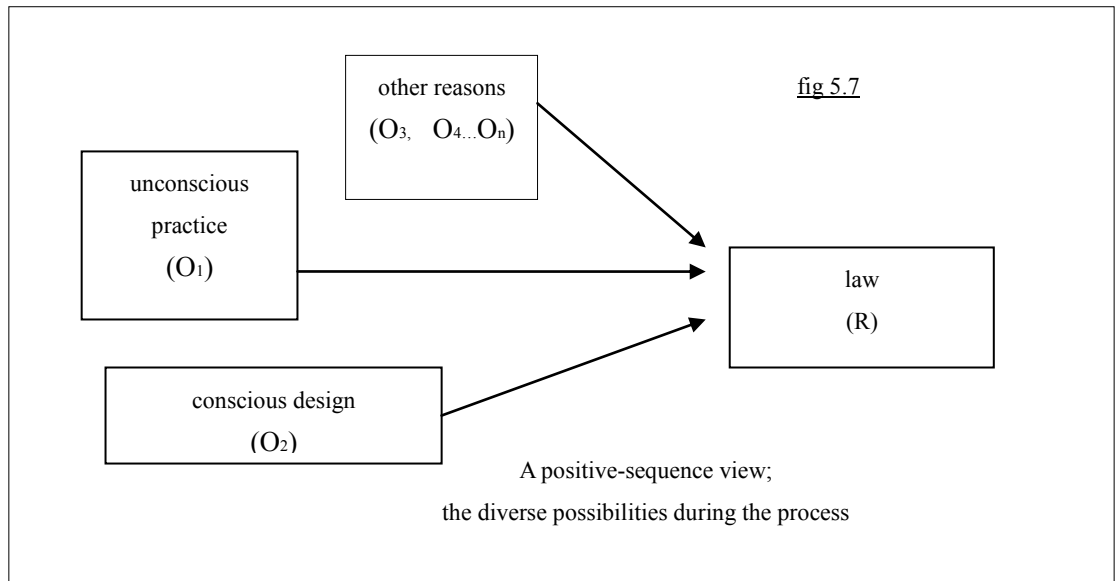 other reasons
(O₃, O₄...Oₙ)
fig 5.7
unconscious
practice
(O₁)
law
(R)
conscious design
(O₂)
A positive-sequence view;
the diverse possibilities during the process